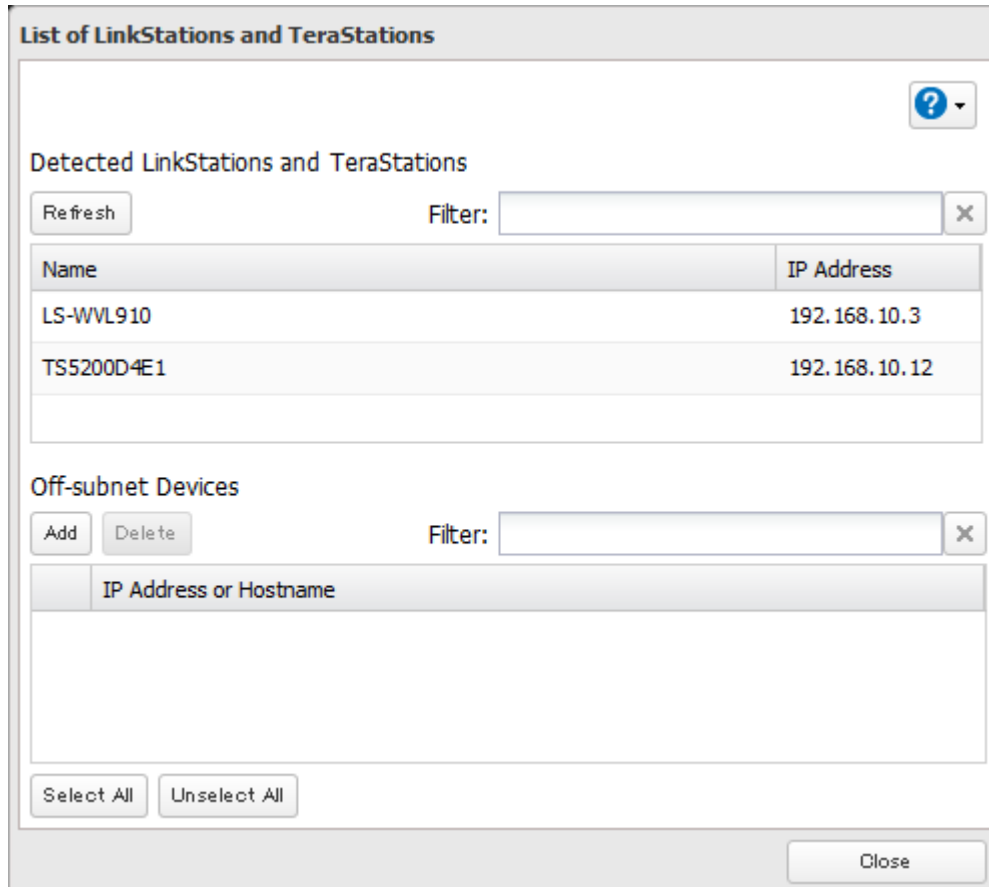 List of LinkStations and TeraStations
?
Detected LinkStations and TeraStations
Refresh Filter:
Name IP Address
LS-WVL910 192.168.10.3
TS5200D4E1 192.168.10.12
Off-subnet Devices
Add Delete Filter:
IP Address or Hostname
Select All Unselect All
Close